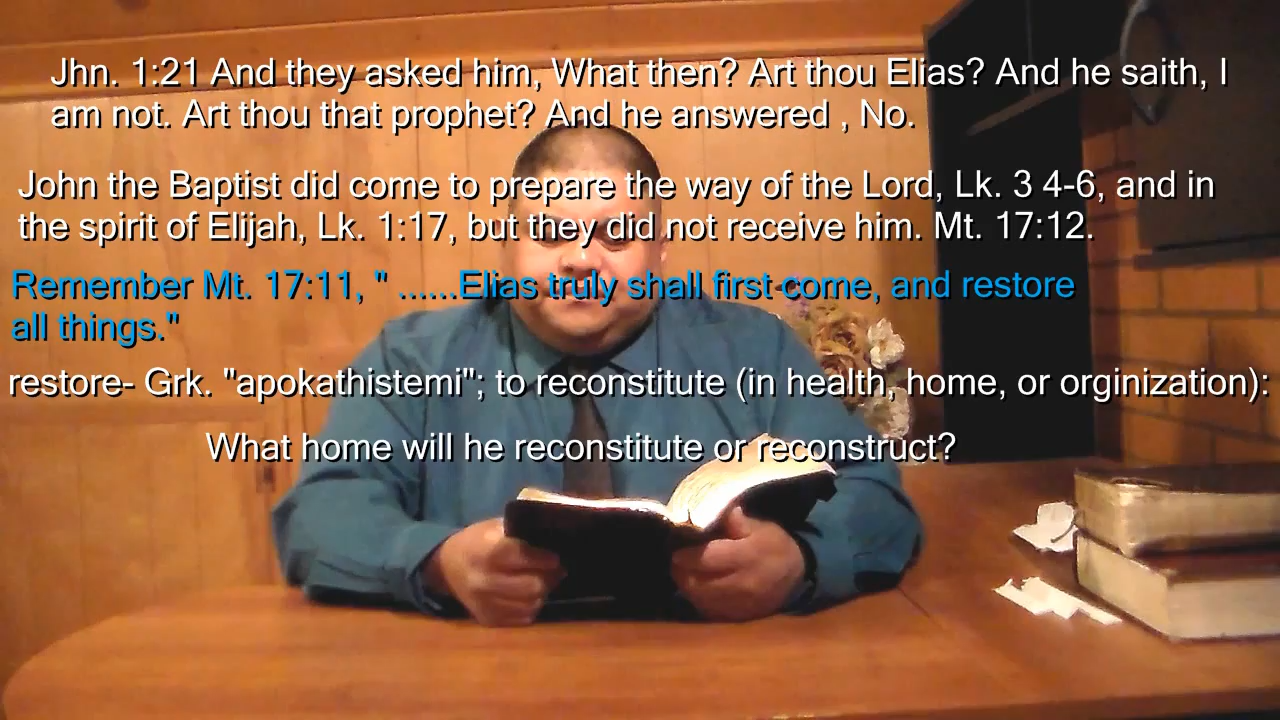 Jhn. 1:21 And they asked him, What then? Art thou Elias? And he saith, I
am not. Art thou that prophet? And he answered , No.
John the Baptist did come to prepare the way of the Lord, Lk. 3 4-6, and in
the spirit of Elijah, Lk. 1:17, but they did not receive him. Mt. 17:12.
Remember Mt. 17:11, " ......Elias truly shall first come, and restore
all things."
restore- Grk. "apokathistemi"; to reconstitute (in health, home, or orginization):
What home will he reconstitute or reconstruct?